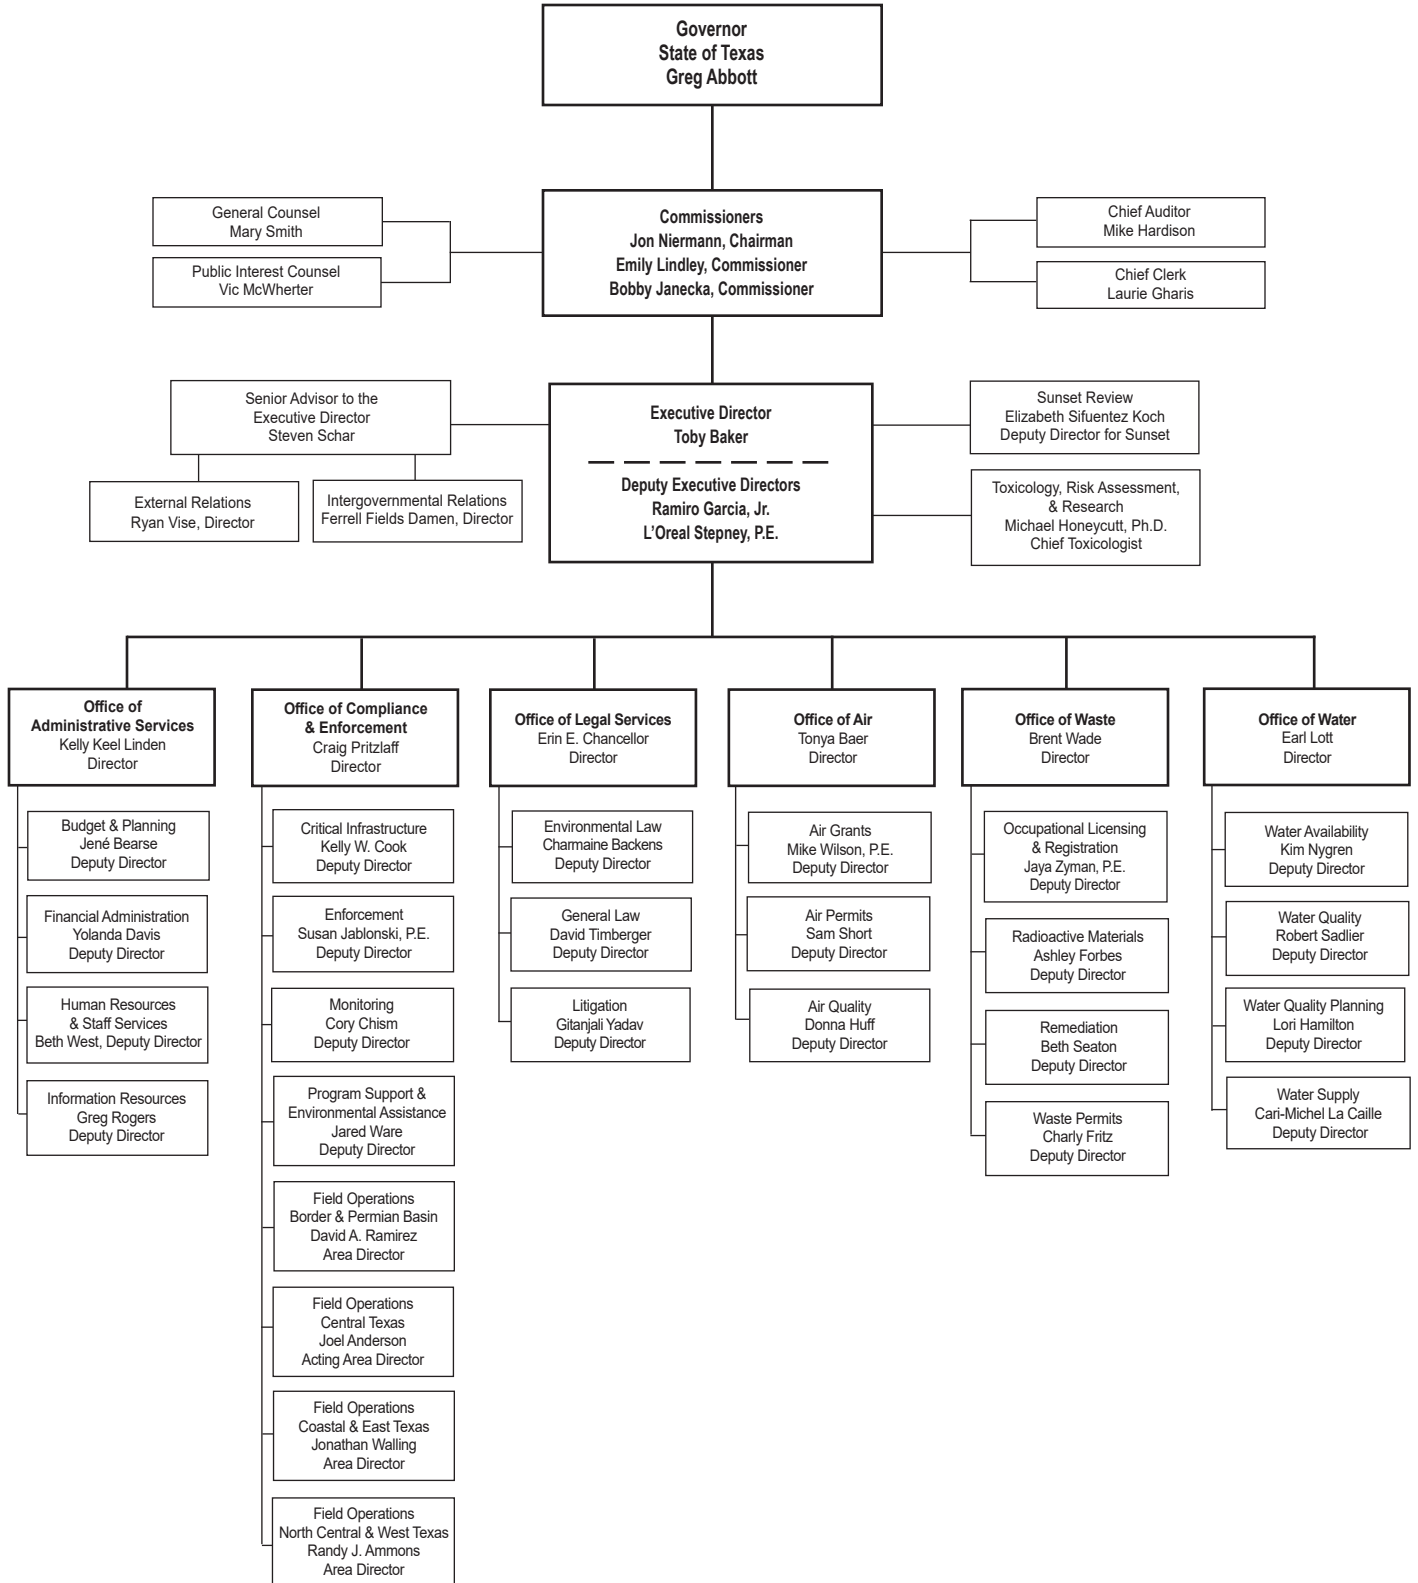 Governor
State of Texas
Greg Abbott
General Counsel
Mary Smith
Public Interest Counsel
Vic McWherter
Commissioners
Jon Niermann, Chairman
Emily Lindley, Commissioner
Bobby Janecka, Commissioner
Chief Auditor
Mike Hardison
Chief Clerk
Laurie Gharis
Senior Advisor to the
Executive Director
Steven Schar
External Relations
Ryan Vise, Director
Intergovernmental Relations
Ferrell Fields Damen, Director
Executive Director
Toby Baker
Deputy Executive Directors
Ramiro Garcia, Jr.
L’Oreal Stepney, P.E.
Sunset Review
Elizabeth Sifuentez Koch
Deputy Director for Sunset
Toxicology, Risk Assessment,
& Research
Michael Honeycutt, Ph.D.
Chief Toxicologist
Office of
Administrative Services
Kelly Keel Linden
Director
Budget & Planning
Jené Bearse
Deputy Director
Financial Administration
Yolanda Davis
Deputy Director
Human Resources
& Staff Services
Beth West, Deputy Director
Information Resources
Greg Rogers
Deputy Director
Office of Compliance
& Enforcement
Craig Pritzlaff
Director
Critical Infrastructure
Kelly W. Cook
Deputy Director
Enforcement
Susan Jablonski, P.E.
Deputy Director
Monitoring
Cory Chism
Deputy Director
Program Support &
Environmental Assistance
Jared Ware
Deputy Director
Field Operations
Border & Permian Basin
David A. Ramirez
Area Director
Field Operations
Central Texas
Joel Anderson
Acting Area Director
Field Operations
Coastal & East Texas
Jonathan Walling
Area Director
Field Operations
North Central & West Texas
Randy J. Ammons
Area Director
Office of Legal Services
Erin E. Chancellor
Director
Environmental Law
Charmaine Backens
Deputy Director
General Law
David Timberger
Deputy Director
Litigation
Gitanjali Yadav
Deputy Director
Office of Air
Tonya Baer
Director
Air Grants
Mike Wilson, P.E.
Deputy Director
Air Permits
Sam Short
Deputy Director
Air Quality
Donna Huff
Deputy Director
Office of Waste
Brent Wade
Director
Occupational Licensing
& Registration
Jaya Zyman, P.E.
Deputy Director
Radioactive Materials
Ashley Forbes
Deputy Director
Remediation
Beth Seaton
Deputy Director
Waste Permits
Charly Fritz
Deputy Director
Office of Water
Earl Lott
Director
Water Availability
Kim Nygren
Deputy Director
Water Quality
Robert Sadlier
Deputy Director
Water Quality Planning
Lori Hamilton
Deputy Director
Water Supply
Cari-Michel La Caille
Deputy Director